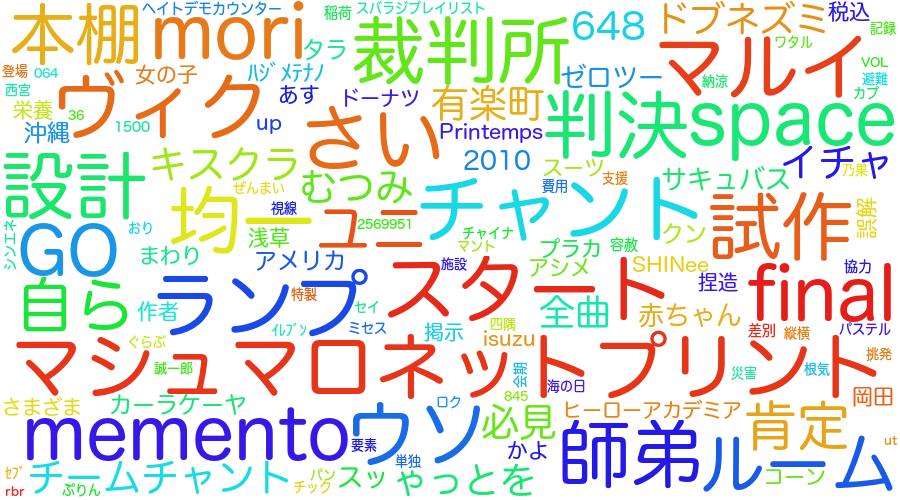 ヘイトデモカウンター
稲荷
スパラジプレイリスト
ドブネズミ
税込
記録
本棚
mori
裁判所
648
マルイ
ワタル
VOL
タラ
登場
064
女の子
ﾊｼﾞﾒﾃﾅﾉ
ゼロツー
納涼
避難
カプ
西宮
栄養
36
ヴィク
あす
ドーナツ
有楽町
判決
space
沖縄
1500
up
さい
Printemps
設計
キスクラ
2010
スーツ
サキュバス
イチャ
乃果
ぜんまい
むつみ
費用
支援
均一
視線
チャント
試作
誤解
シンエネ
おり
GO
浅草
ユニ
2569951
チャイナ
マント
プラカ
容赦
クン
まわり
アメリカ
施設
アシメ
SHINee
協力
自ら
ランプ
特製
スタート
捏造
final
作者
セイ
全曲
赤ちゃん
ｲﾚﾌﾞﾝ
ミセス
掲示
四隅
isuzu
差別
縦横
パステル
ぐらぶ
マシュマロネットプリント
挑発
誠一郎
会期
海の日
災害
根気
さまざま
カーラケーヤ
845
ロク
ヒーローアカデミア
岡田
memento
ウソ
必見
肯定
要素
かよ
師弟
ルーム
ut
ｾﾌﾞ
チームチャント
単独
パン
スッ
ゃっとを
コーン
rbr
ぷりん
チック